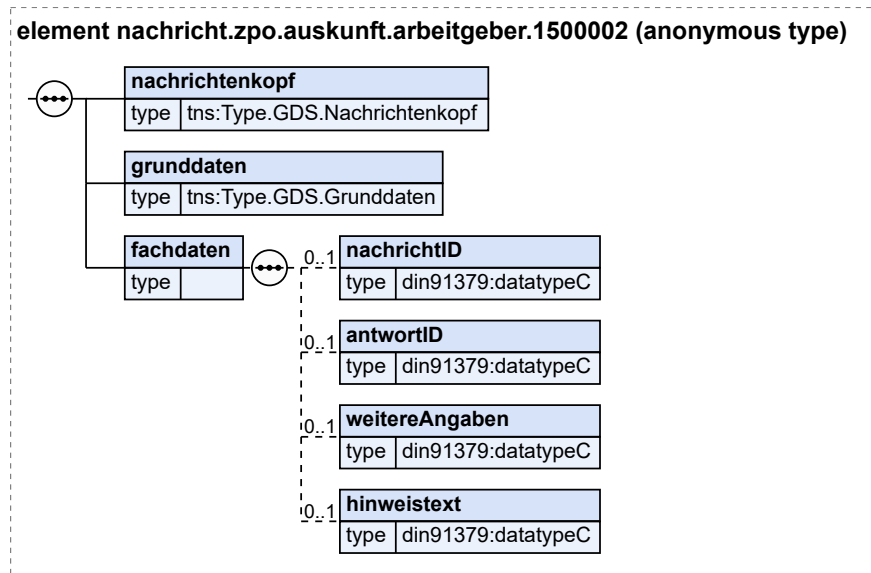 element nachricht.zpo.auskunft.arbeitgeber.1500002 (anonymous type)
nachrichtenkopf
type tns:Type.GDS.Nachrichtenkopf
grunddaten
type tns:Type.GDS.Grunddaten
fachdaten
type
0..1 nachrichtID
type din91379:datatypeC
0..1 antwortID
type din91379:datatypeC
0..1 weitereAngaben
type din91379:datatypeC
0..1 hinweistext
type din91379:datatypeC